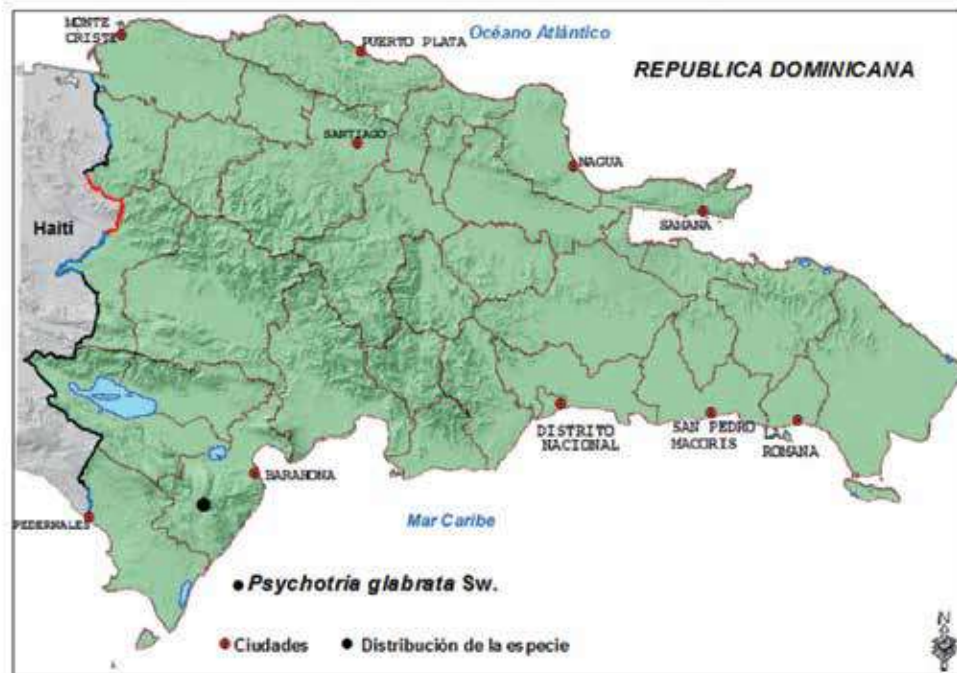 MONTE
CRISTE
PUERTO PLATA
Océano Atlántico
REPUBLICA DOMINICANA
SANTIAGO
NAGUA
SAMANA
Haití
DISTRITO
NACIONAL
SAN PEDRO
MACORIS
LA
ROMANA
BARAHONA
PEDERNALES
Mar Caribe
Psychotria glabrata Sw.
Ciudades
Distribución de la especie
N